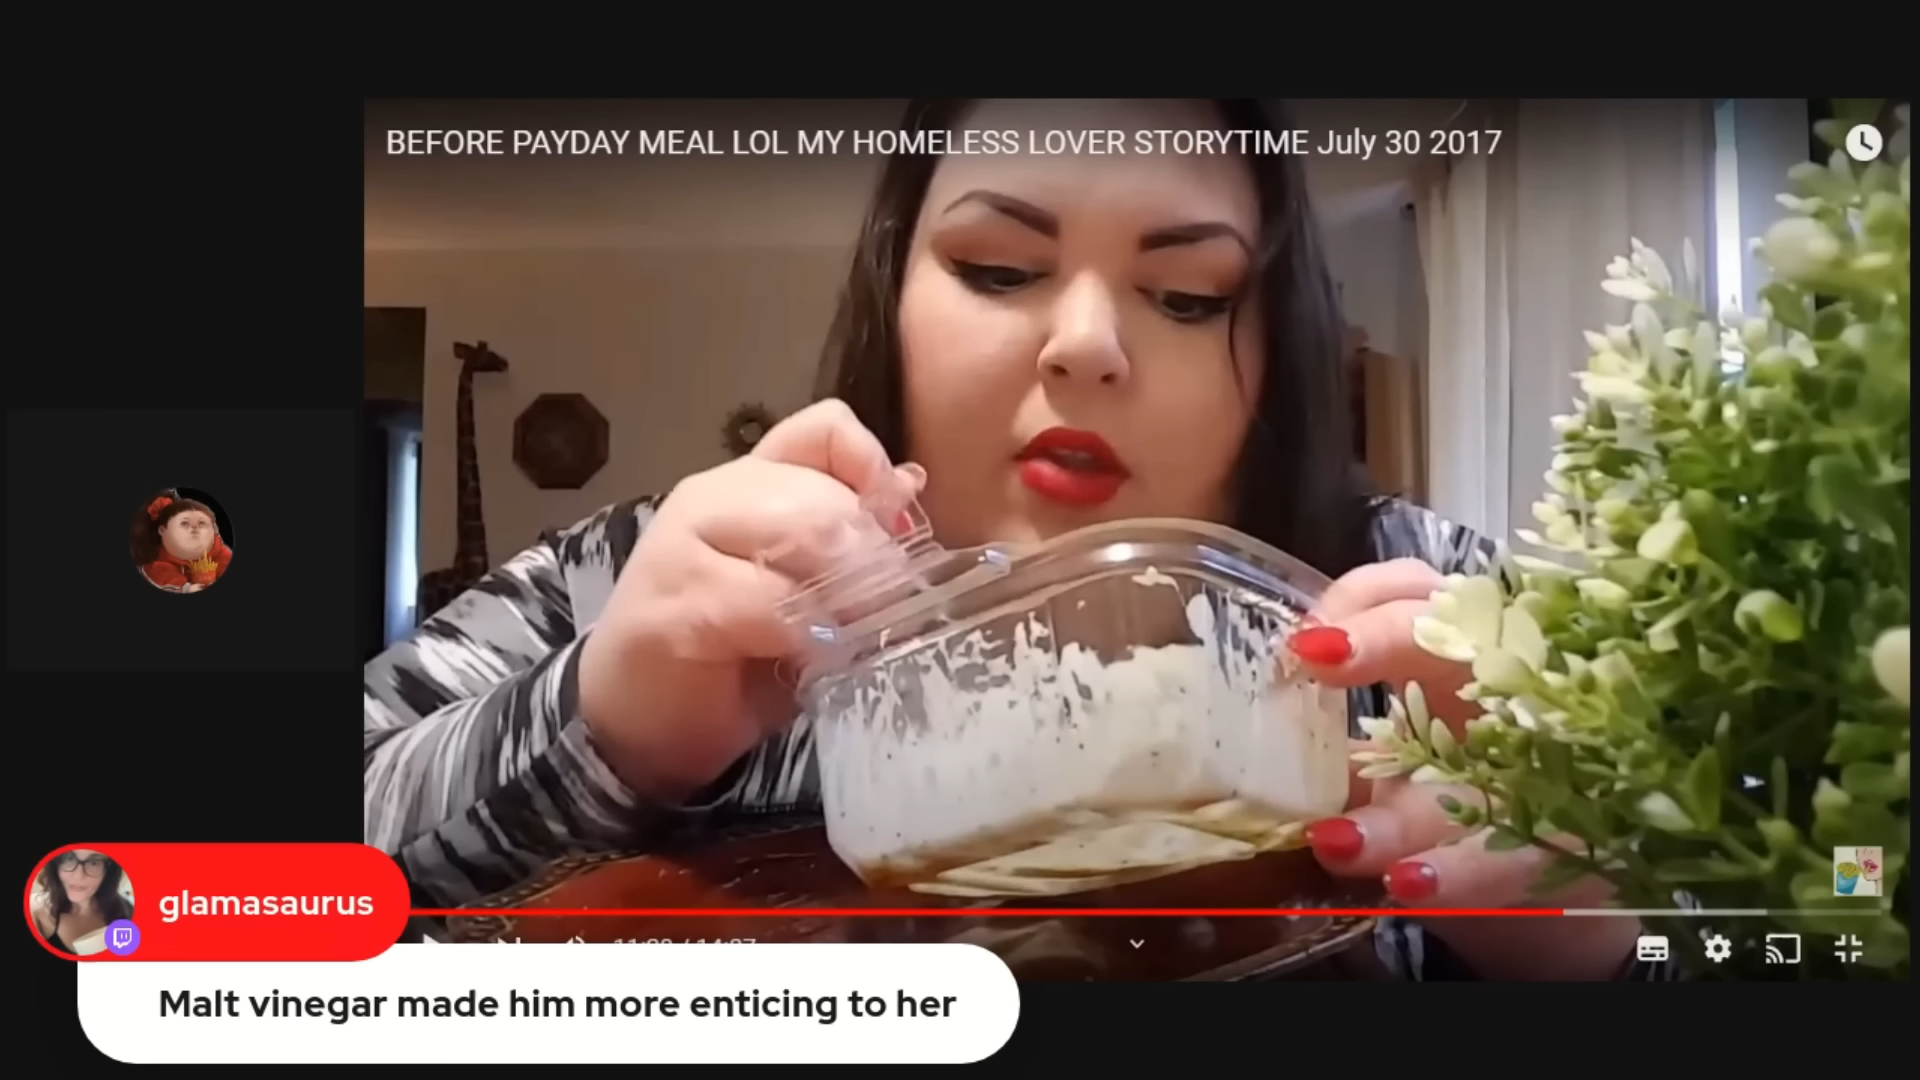 BEFORE PAYDAY MEAL LOL MY HOMELESS LOVER STORYTIME July 30 2017
glamasaurus
Malt vinegar made him more enticing to her